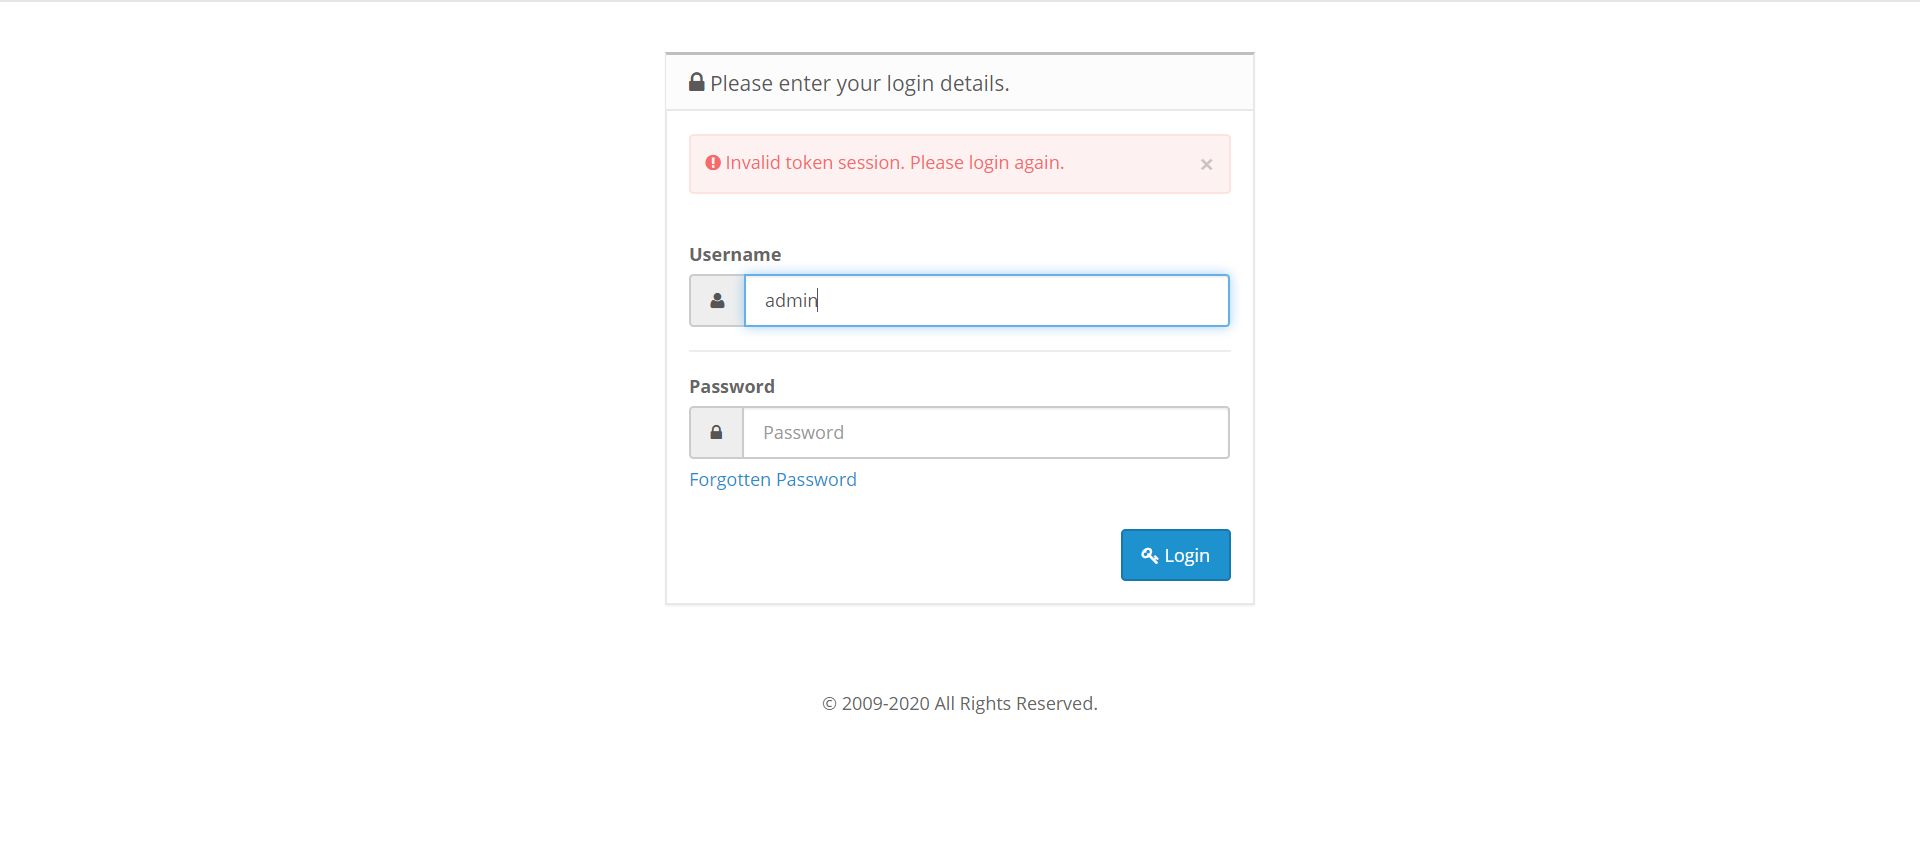 Please enter your login details.
Invalid token session. Please login again.
×
Username
admin
Password
Password
Forgotten Password
Login
© 2009-2020 All Rights Reserved.